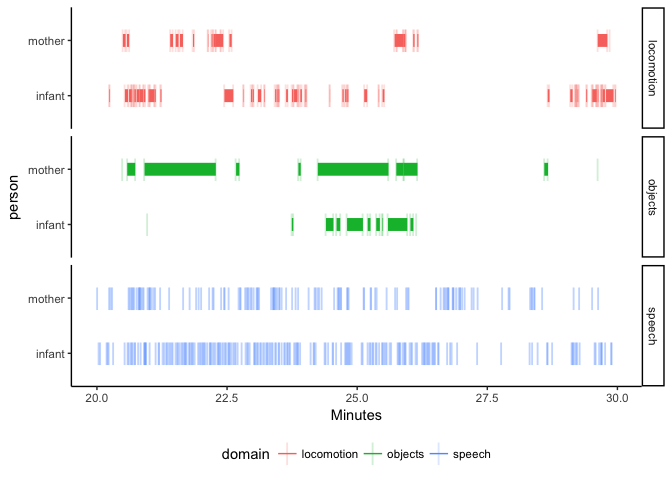 mother
infant
locomotion
mother
infant
objects
mother
infant
speech
person
20.0 22.5 25.0 27.5 30.0
Minutes
domain locomotion objects speech